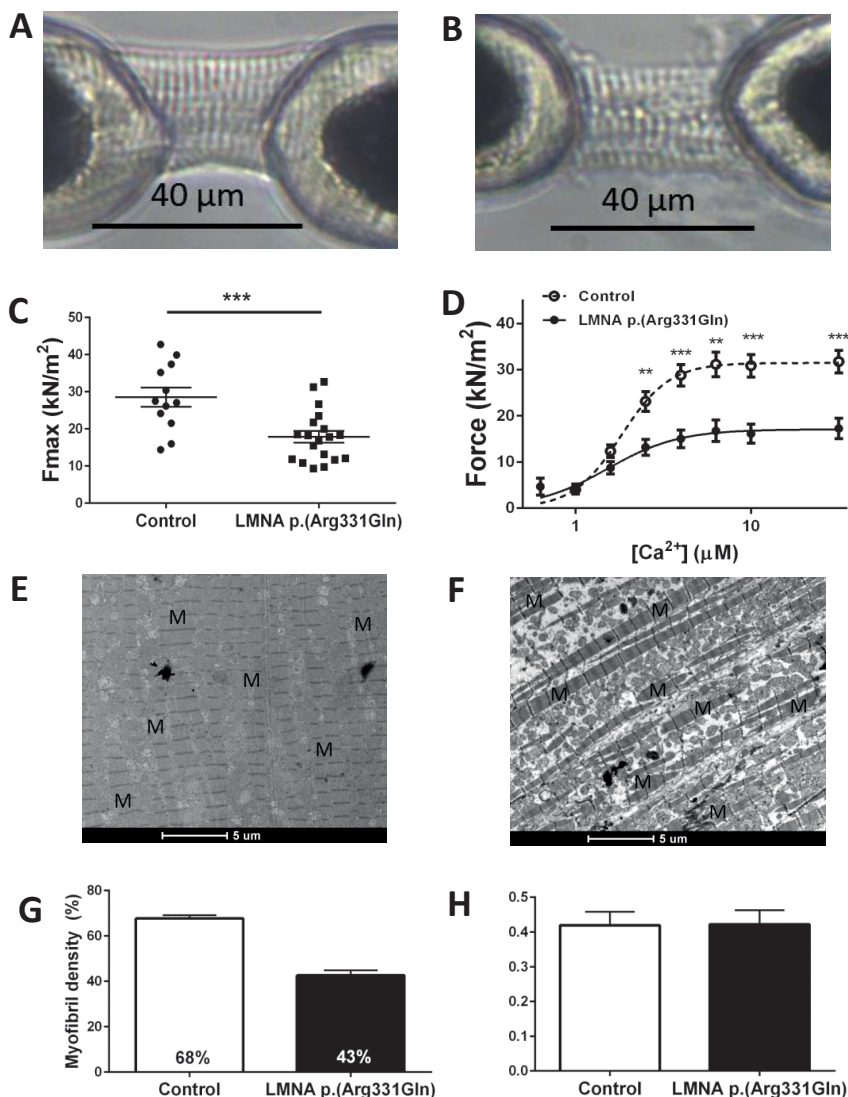 A
40 µm
B
40 µm
C
***
Fmax (kN/m²)
50
40
30
20
10
0
Control
LMNA p.(Arg331Gln)
D
Control
LMNA p.(Arg331Gln)
Force (kN/m²)
40
30
20
10
0
**
***
**
***
***
1
10
[Ca²⁺] (µM)
E
M
M
M
M
M
M
5 um
F
M
M
M
M
M
M
M
5 um
G
Myofibril density (%)
80
60
40
20
0
68%
43%
Control
LMNA p.(Arg331Gln)
H
0.5
0.4
0.3
0.2
0.1
0.0
Control
LMNA p.(Arg331Gln)